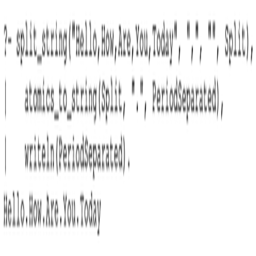 ?- split_string("Hello,How,Are,You,Today", ",", "", Split),
|   atomics_to_string(Split, ".", PeriodSeparated),
|   writeln(PeriodSeparated).
Hello.How.Are.You.Today